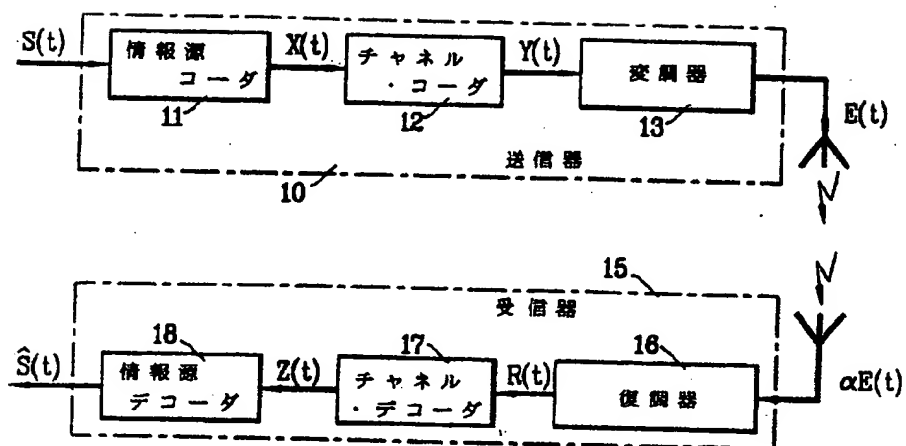 S(t)
情報源
コーダ
11
X(t)
チャネル
・コーダ
12
Y(t)
変調器
13
E(t)
送信器
10
15
受信器
Ŝ(t)
18
情報源
デコーダ
Z(t)
17
チャネル
・デコーダ
R(t)
16
復調器
αE(t)